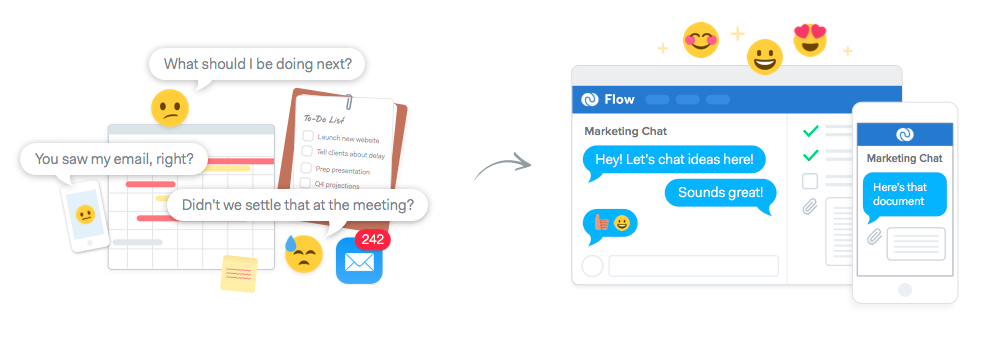 What should I be doing next?
To-Do List
Launch new website
Tell clients about delay
You saw my email, right?
Prep presentation
Q4 projections
Didn't we settle that at the meeting?
242
Flow
Marketing Chat
Hey! Let's chat ideas here!
Sounds great!
Marketing Chat
Here's that
document